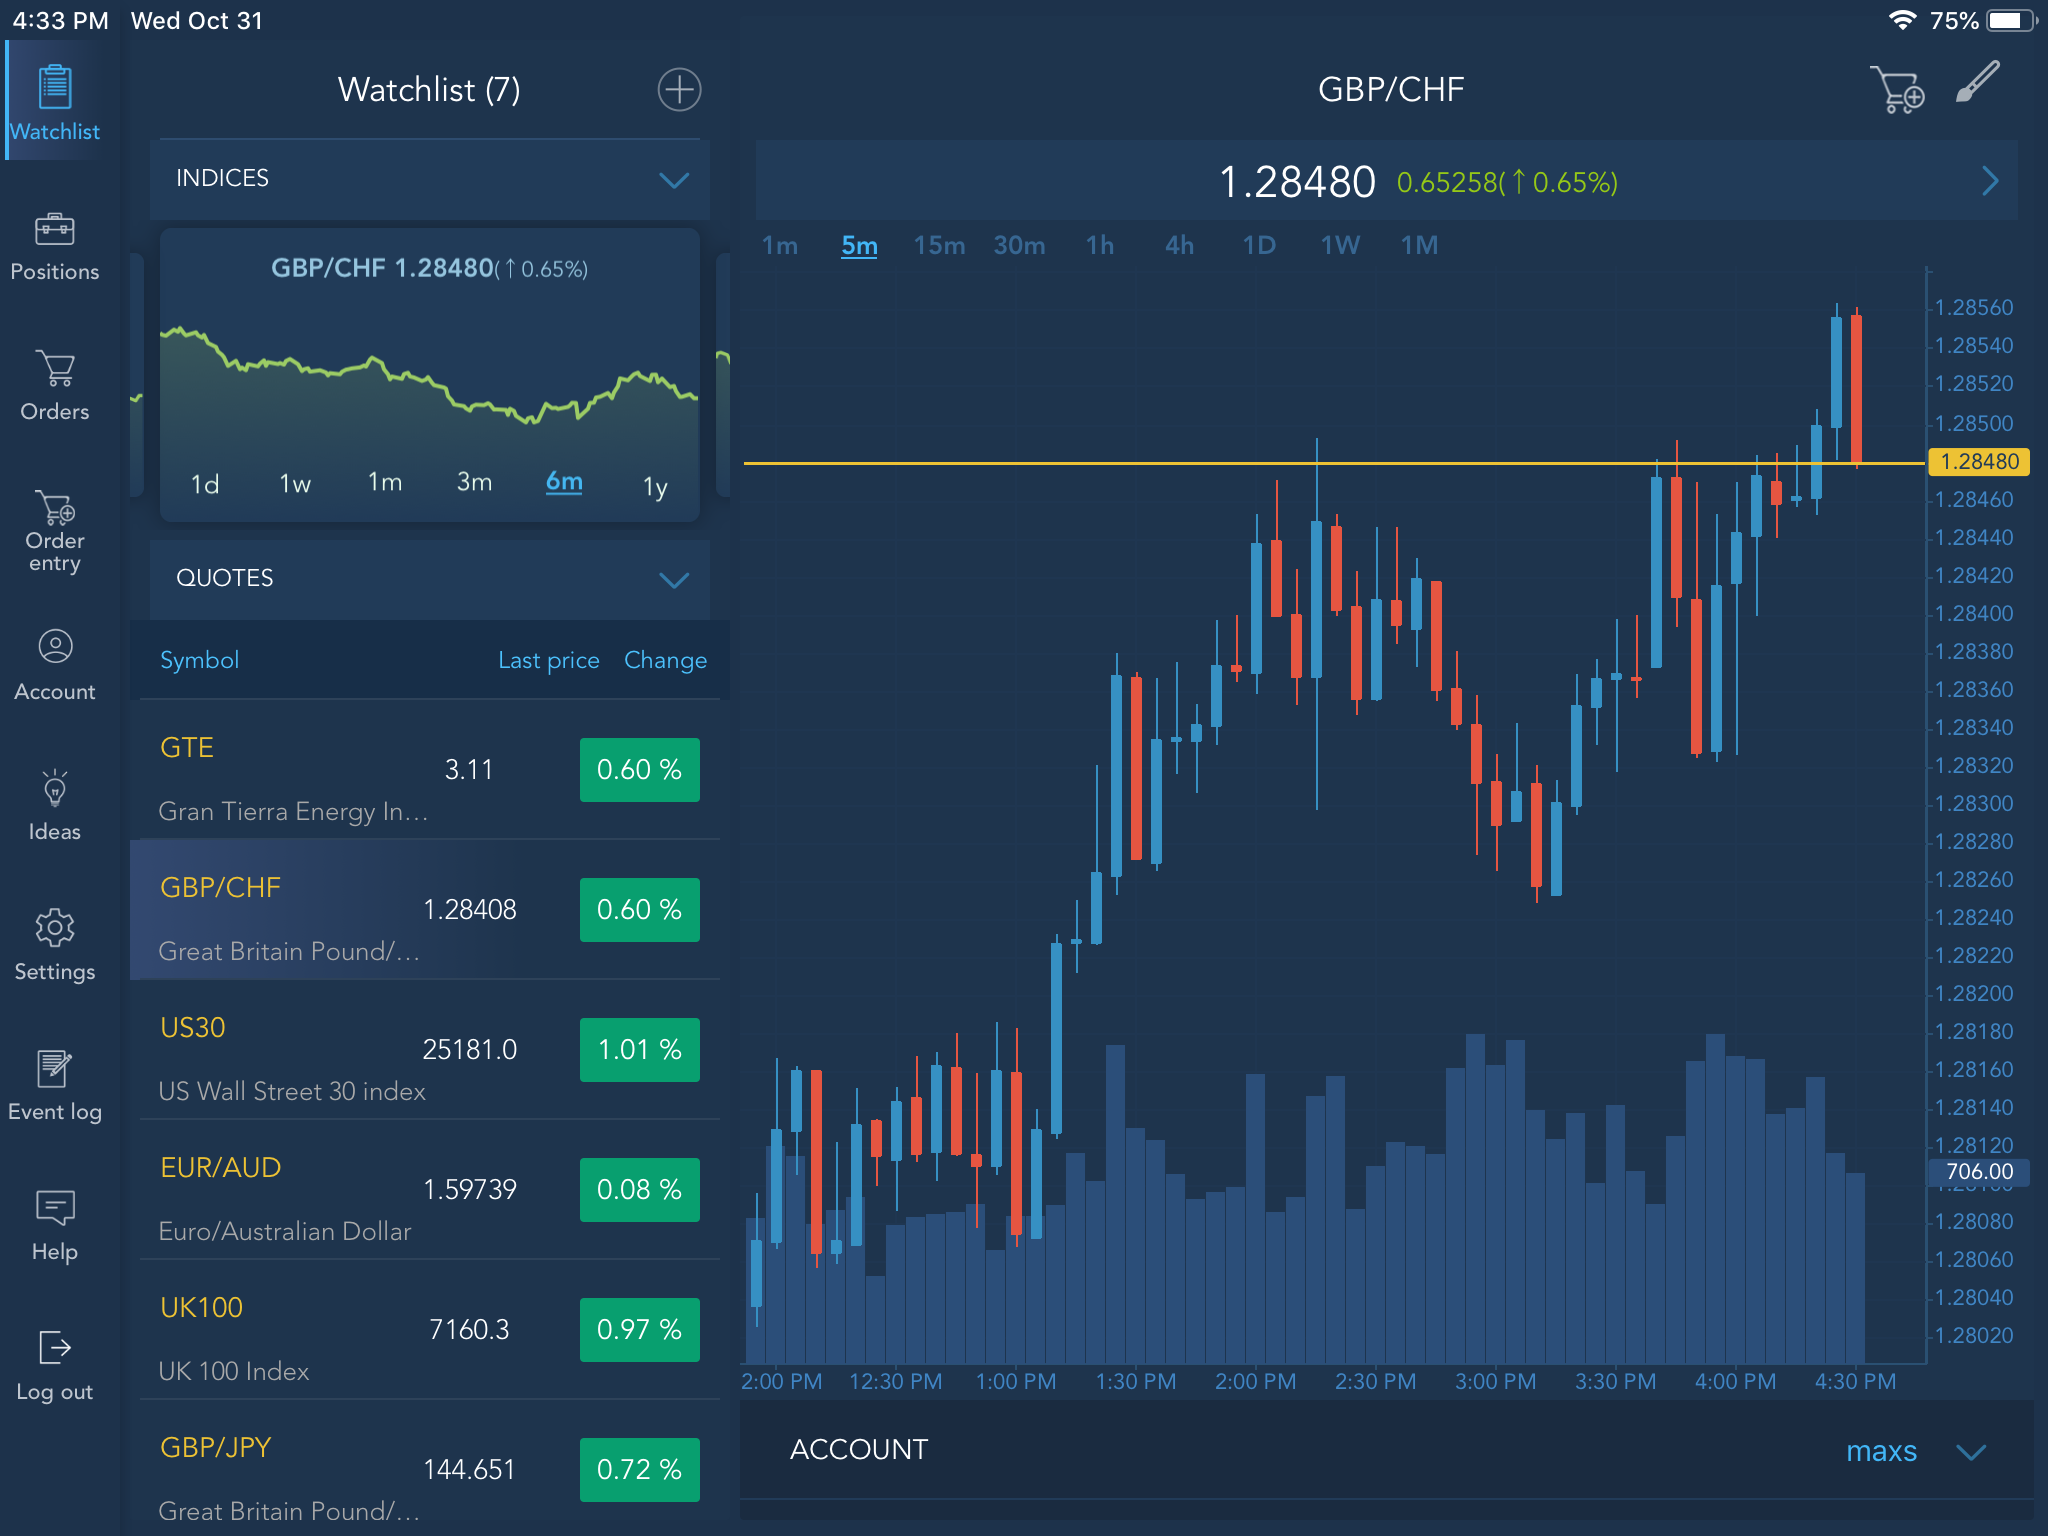 4:33 PM Wed Oct 31 75%
Watchlist
Positions
Orders
Order
entry
Account
Ideas
Settings
Event log
Help
Log out
Watchlist (7)
INDICES
GBP/CHF 1.28480(↑0.65%)
1d 1w 1m 3m 6m 1y
QUOTES
Symbol Last price Change
GTE
3.11 0.60 %
Gran Tierra Energy In...
GBP/CHF
1.28408 0.60 %
Great Britain Pound/...
US30
25181.0 1.01 %
US Wall Street 30 index
EUR/AUD
1.59739 0.08 %
Euro/Australian Dollar
UK100
7160.3 0.97 %
UK 100 Index
GBP/JPY
144.651 0.72 %
Great Britain Pound/...
GBP/CHF
1.28480 0.65258(↑0.65%)
1m 5m 15m 30m 1h 4h 1D 1W 1M
1.28560
1.28540
1.28520
1.28500
1.28480
1.28460
1.28440
1.28420
1.28400
1.28380
1.28360
1.28340
1.28320
1.28300
1.28280
1.28260
1.28240
1.28220
1.28200
1.28180
1.28160
1.28140
1.28120
706.00
1.28080
1.28060
1.28040
1.28020
2:00 PM 12:30 PM 1:00 PM 1:30 PM 2:00 PM 2:30 PM 3:00 PM 3:30 PM 4:00 PM 4:30 PM
ACCOUNT maxs